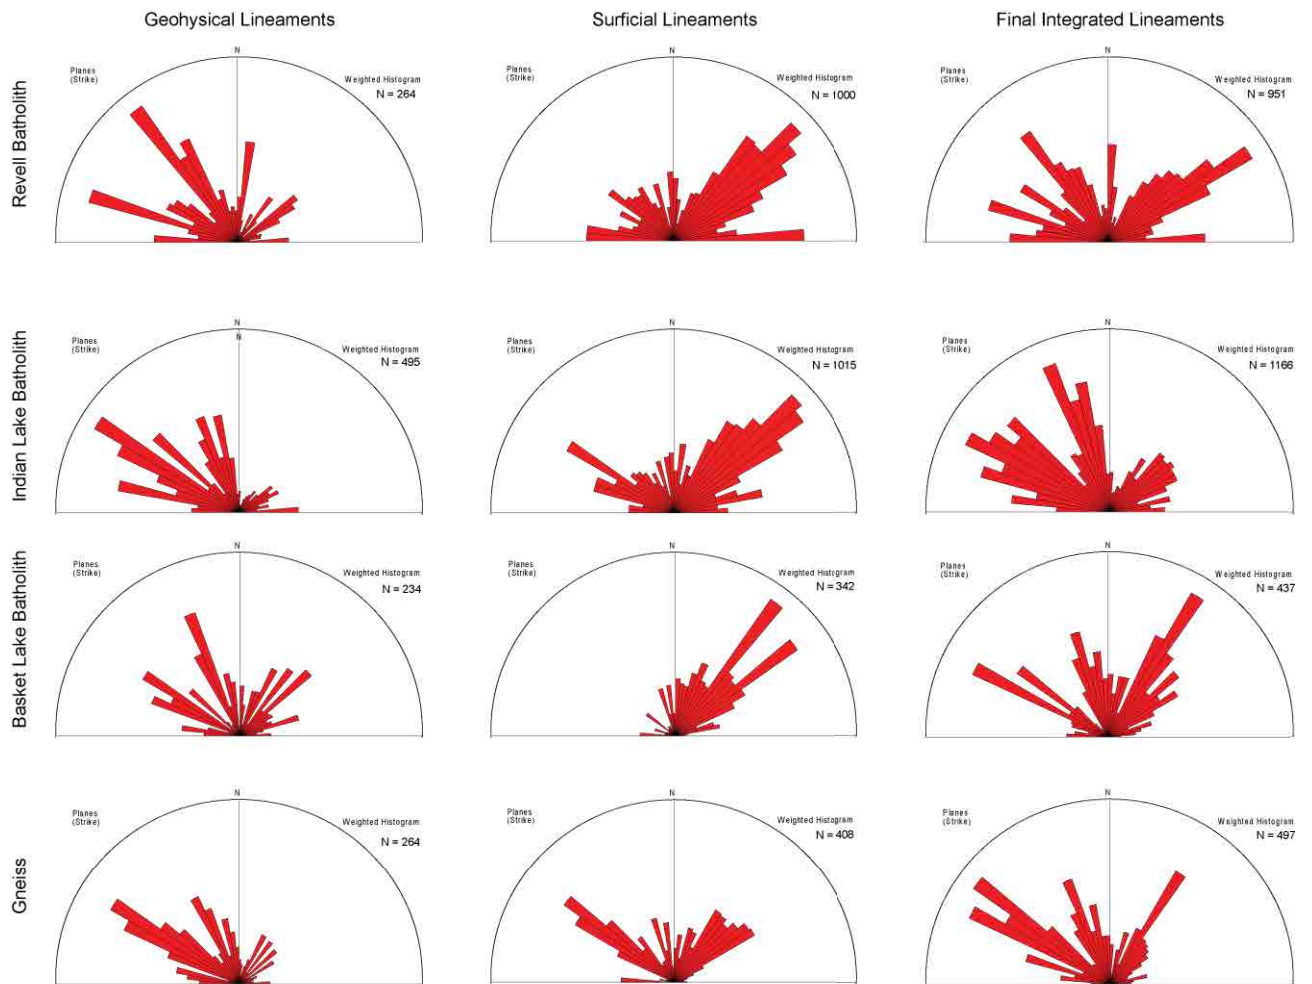 Geohysical Lineaments
Surficial Lineaments
Final Integrated Lineaments
Revell Batholith
N
Planes
(Strike)
Weighted Histogram
N = 264
N
Planes
(Strike)
Weighted Histogram
N = 1000
N
Planes
(Strike)
Weighted Histogram
N = 951
Indian Lake Batholith
N
N
Planes
(Strike)
Weighted Histogram
N = 495
N
Planes
(Strike)
Weighted Histogram
N = 1015
N
Planes
(Strike)
Weighted Histogram
N = 1166
Basket Lake Batholith
N
Planes
(Strike)
Weighted Histogram
N = 234
N
Planes
(Strike)
Weighted Histogram
N = 342
N
Planes
(Strike)
Weighted Histogram
N = 437
Gneiss
N
Planes
(Strike)
Weighted Histogram
N = 264
N
Planes
(Strike)
Weighted Histogram
N = 408
N
Planes
(Strike)
Weighted Histogram
N = 497